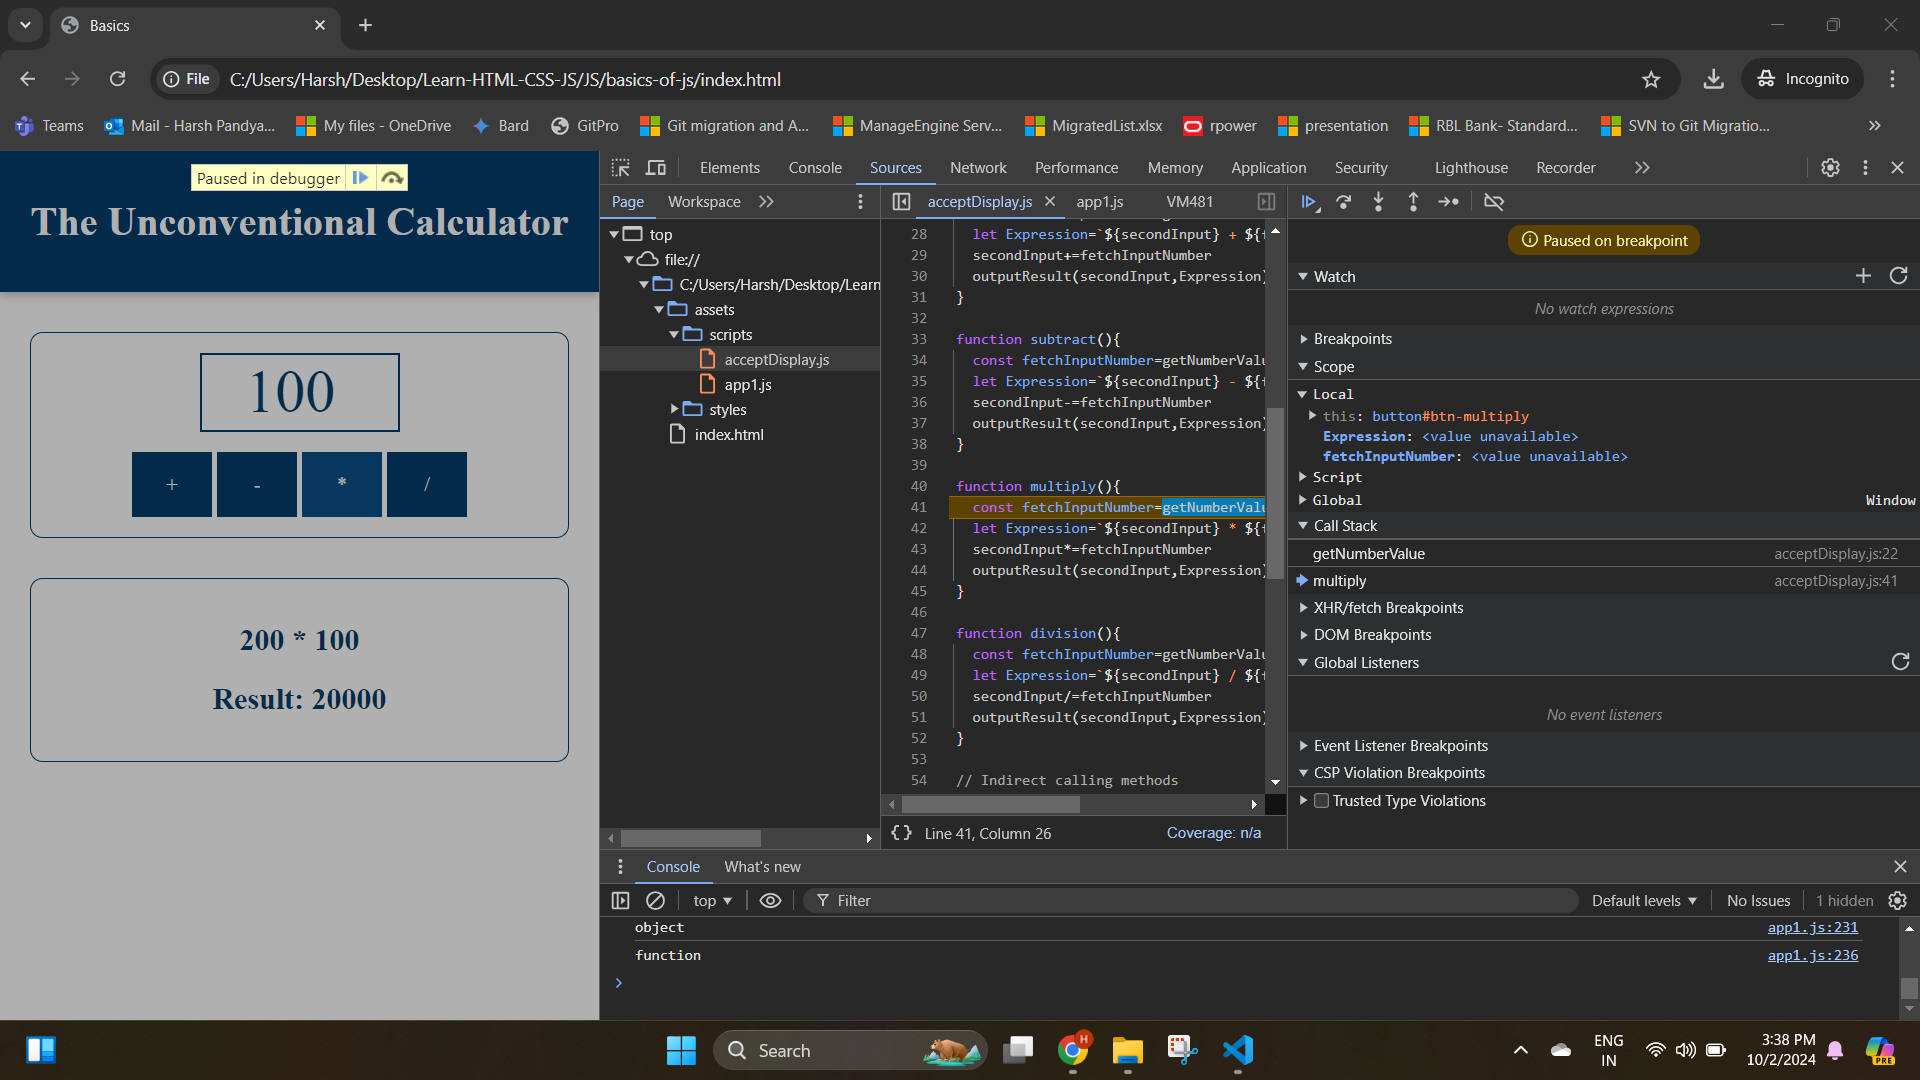 Basics
File
C:/Users/Harsh/Desktop/Learn-HTML-CSS-JS/JS/basics-of-js/index.html
Incognito
Teams
Mail - Harsh Pandya...
My files - OneDrive
Bard
GitPro
Git migration and A...
ManageEngine Serv...
MigratedList.xlsx
rpower
presentation
RBL Bank- Standard...
SVN to Git Migratio...
Paused in debugger
The Unconventional Calculator
100
+ - * /
200 * 100
Result: 20000
Elements Console Sources Network Performance Memory Application Security Lighthouse Recorder
Page Workspace
top
file://
C:/Users/Harsh/Desktop/Learn
assets
scripts
acceptDisplay.js
app1.js
styles
index.html
acceptDisplay.js app1.js VM481
28 let Expression=`${secondInput} + ${
29 secondInput+=fetchInputNumber
30 outputResult(secondInput,Expression)
31 }
32
33 function subtract(){
34 const fetchInputNumber=getNumberValu
35 let Expression=`${secondInput} - ${
36 secondInput-=fetchInputNumber
37 outputResult(secondInput,Expression)
38 }
39
40 function multiply(){
41 const fetchInputNumber=getNumberValu
42 let Expression=`${secondInput} * ${
43 secondInput*=fetchInputNumber
44 outputResult(secondInput,Expression)
45 }
46
47 function division(){
48 const fetchInputNumber=getNumberValu
49 let Expression=`${secondInput} / ${
50 secondInput/=fetchInputNumber
51 outputResult(secondInput,Expression)
52 }
53
54 // Indirect calling methods
{} Line 41, Column 26 Coverage: n/a
Paused on breakpoint
Watch
No watch expressions
Breakpoints
Scope
Local
this: button#btn-multiply
Expression: <value unavailable>
fetchInputNumber: <value unavailable>
Script
Global Window
Call Stack
getNumberValue acceptDisplay.js:22
multiply acceptDisplay.js:41
XHR/fetch Breakpoints
DOM Breakpoints
Global Listeners
No event listeners
Event Listener Breakpoints
CSP Violation Breakpoints
Trusted Type Violations
Console What's new
top Filter Default levels No Issues 1 hidden
object app1.js:231
function app1.js:236
Search
H
ENG
IN
3:38 PM
10/2/2024
PRE